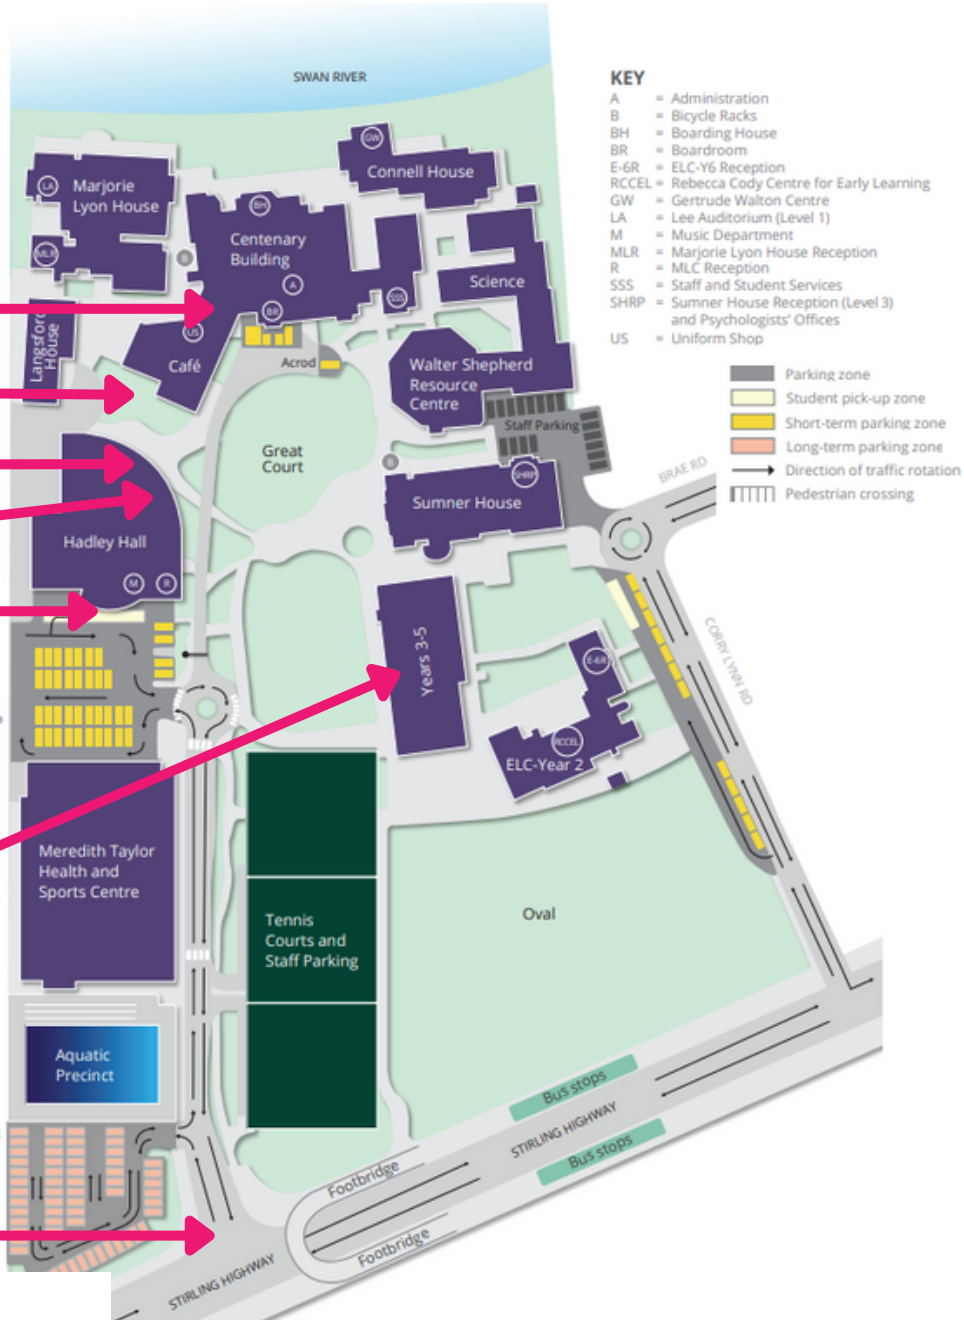 SWAN RIVER
KEY
A = Administration
B = Bicycle Racks
BH = Boarding House
BR = Boardroom
E-6R = ELC-Y6 Reception
RCCEL = Rebecca Cody Centre for Early Learning
GW = Gertrude Walton Centre
LA = Lee Auditorium (Level 1)
M = Music Department
MLR = Marjorie Lyon House Reception
R = MLC Reception
SSS = Staff and Student Services
SHRP = Sumner House Reception (Level 3)
and Psychologists' Offices
US = Uniform Shop
Parking zone
Student pick-up zone
Short-term parking zone
Long-term parking zone
Direction of traffic rotation
Pedestrian crossing
GW
Connell House
LA
Marjorie
Lyon House
MLR
B
BH
Centenary
Building
A
BR
SSS
Science
Langsford
House
US
Café
Acrod
Walter Shepherd
Resource
Centre
Staff Parking
Great
Court
B
SHRP
Sumner House
BRAE RD
Hadley Hall
M
R
Years 3-5
E-6R
RCCEL
ELC-Year 2
CORRY LYNN RD
Meredith Taylor
Health and
Sports Centre
Tennis
Courts and
Staff Parking
Oval
Aquatic
Precinct
Bus stops
STIRLING HIGHWAY
Bus stops
Footbridge
Footbridge
STIRLING HIGHWAY